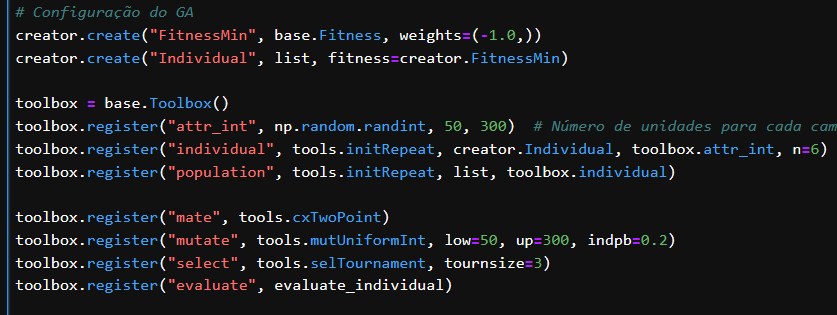 # Configuração do GA
creator.create("FitnessMin", base.Fitness, weights=(-1.0,))
creator.create("Individual", list, fitness=creator.FitnessMin)
toolbox = base.Toolbox()
toolbox.register("attr_int", np.random.randint, 50, 300)  # Número de unidades para cada
toolbox.register("individual", tools.initRepeat, creator.Individual, toolbox.attr_int, n=6)
toolbox.register("population", tools.initRepeat, list, toolbox.individual)
toolbox.register("mate", tools.cxTwoPoint)
toolbox.register("mutate", tools.mutUniformInt, low=50, up=300, indpb=0.2)
toolbox.register("select", tools.selTournament, tournsize=3)
toolbox.register("evaluate", evaluate_individual)